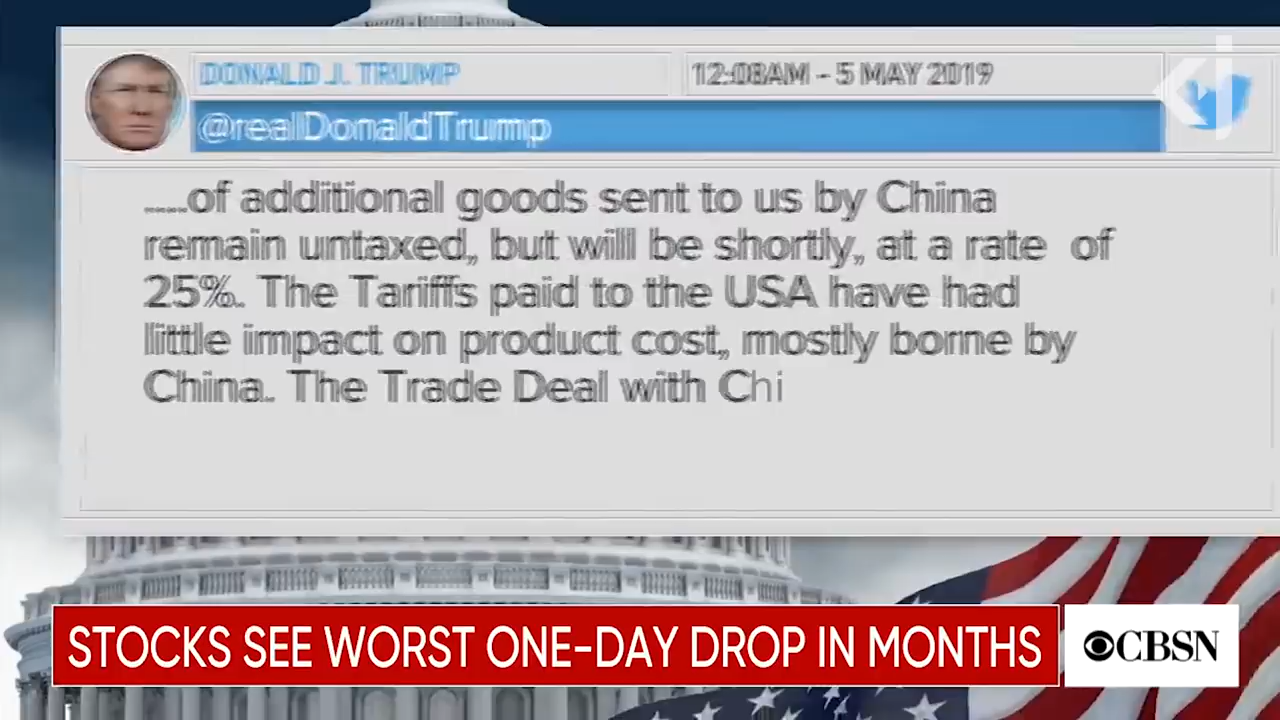 DONALD J. TRUMP
12:08AM - 5 MAY 2019
@realDonaldTrump
.....of additional goods sent to us by China
remain untaxed, but will be shortly, at a rate of
25%. The Tariffs paid to the USA have had
little impact on product cost, mostly borne by
China. The Trade Deal with Chi
STOCKS SEE WORST ONE-DAY DROP IN MONTHS
CBSN